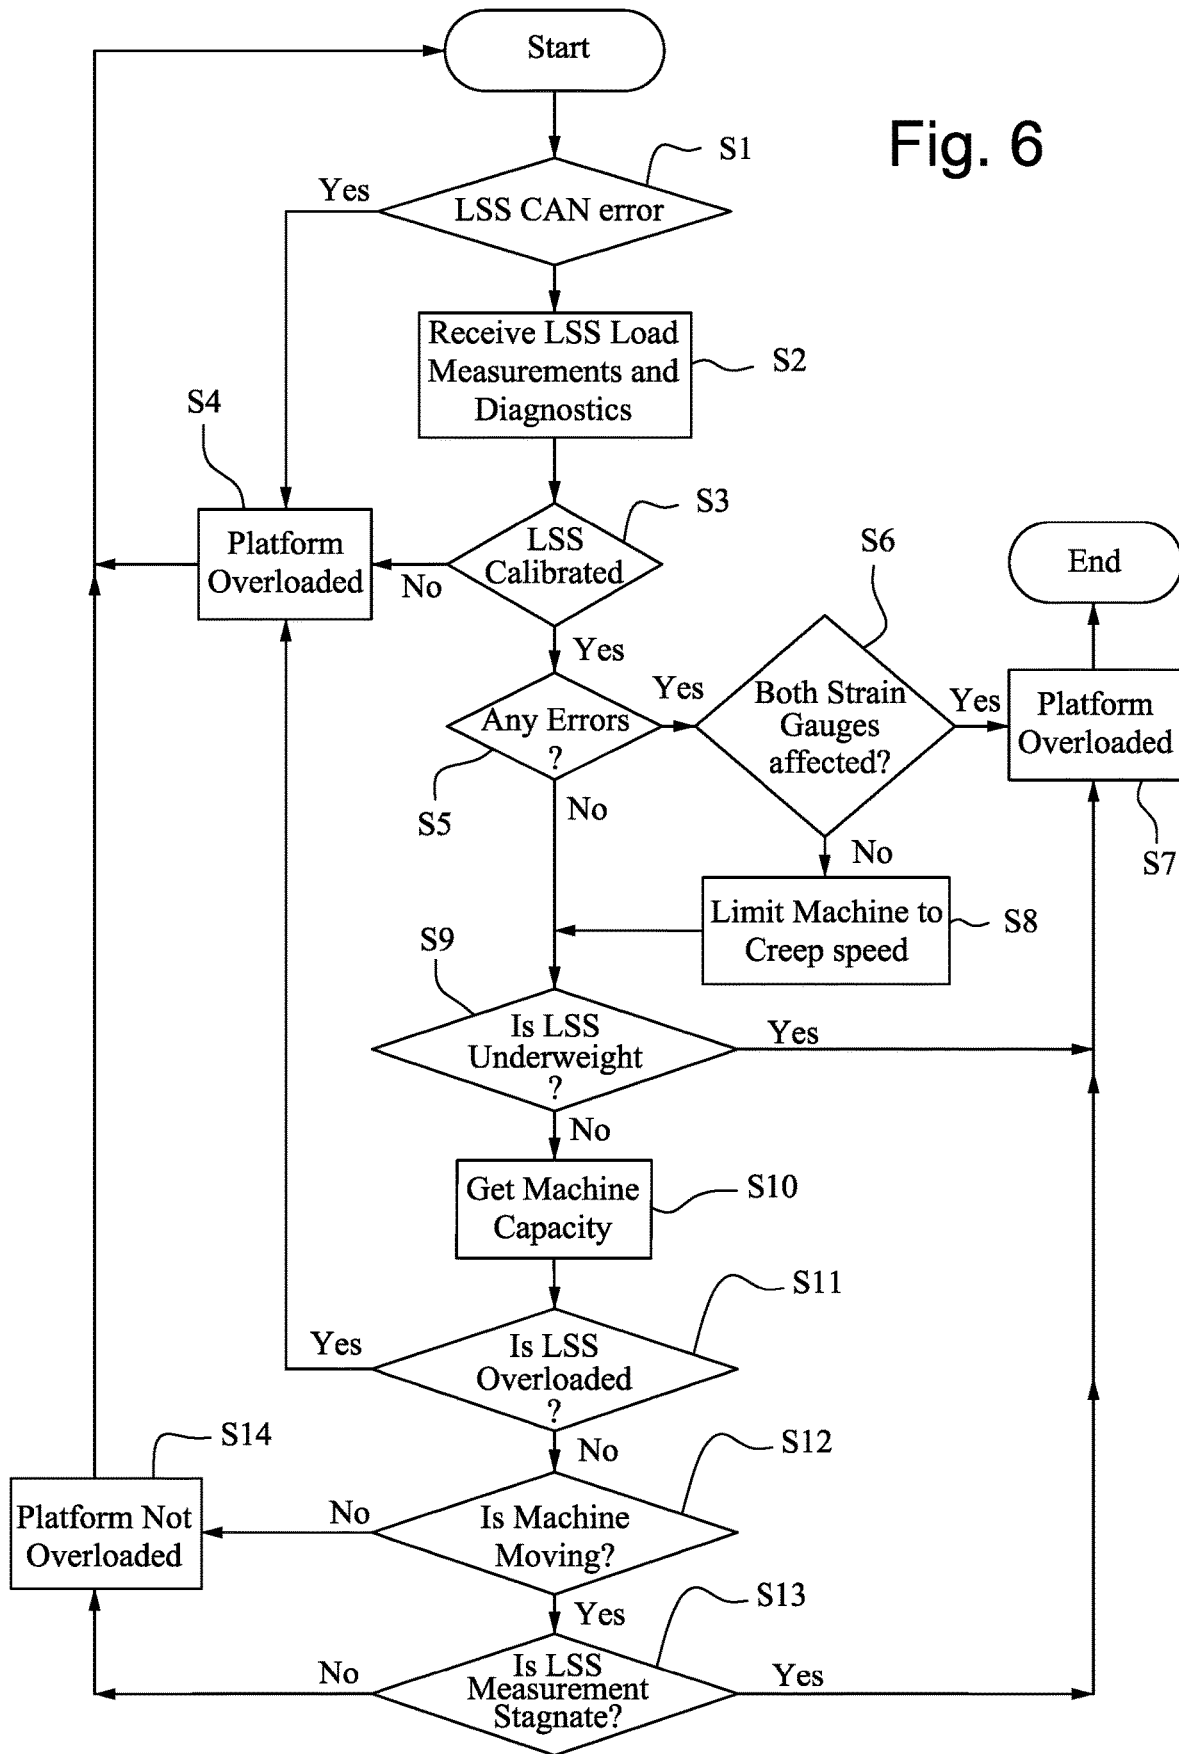 Start
Fig. 6
S1
Yes
LSS CAN error
Receive LSS Load
Measurements and
Diagnostics
S2
S4
S3
Platform
Overloaded
No
LSS
Calibrated
S6
End
Yes
Any Errors
?
Yes
Both Strain
Gauges
affected?
Yes
Platform
Overloaded
S5
No
No
S7
Limit Machine to
Creep speed
S8
S9
Is LSS
Underweight
?
Yes
No
Get Machine
Capacity
S10
S11
Yes
Is LSS
Overloaded
?
No
S14
S12
Platform Not
Overloaded
No
Is Machine
Moving?
Yes
S13
No
Is LSS
Measurement
Stagnate?
Yes